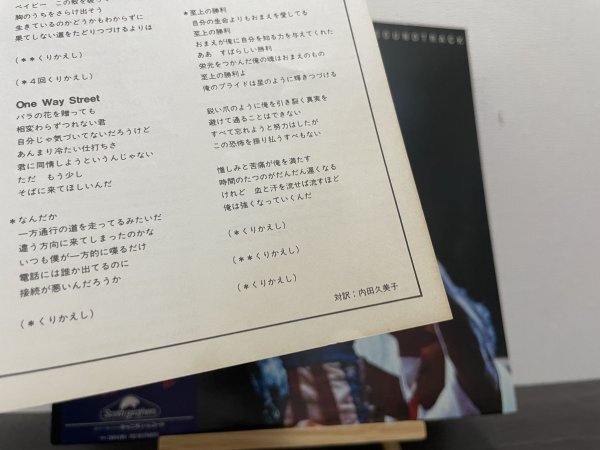 ベイビー この敵を破って
胸のうちをさらけ出そう
生きているのかどうかもわからずに
果てしない道をたどりつづけるよりは
(**くりかえし)
(*4回くりかえし)
One Way Street
バラの花を贈っても
相変わらずつれない君
自分じゃ気づいてないだろうけど
あんまり冷たい仕打ちさ
君に同情しようというんじゃない
ただ もう少し
そばに来てほしいんだ
*なんだか
一方通行の道を走ってるみたいだ
違う方向に来てしまったのかな
いつも僕が一方的に喋るだけ
電話には誰か出てるのに
接続が悪いんだろうか
(*くりかえし)
*至上の勝利
自分の生命よりもおまえを愛してる
至上の勝利
おまえが俺に自分を知る力を与えてくれた
ああ すばらしい勝利
栄光をつかんだ俺の魂はおまえのもの
至上の勝利よ
俺のプライドは星のように輝きつづける
鋭い爪のように俺を引き裂く真実を
避けて通ることはできない
すべて忘れようと努力はしたが
この恐怖を振り払うすべもない
憎しみと苦痛が俺を満たす
時間のたつのがだんだん遅くなる
けれど 血と汗を流せば流すほど
俺は強くなっていくんだ
(*くりかえし)
(**くりかえし)
(*くりかえし)
対訳;内田久美子
SOUNDTRACK
Scotti Brothers